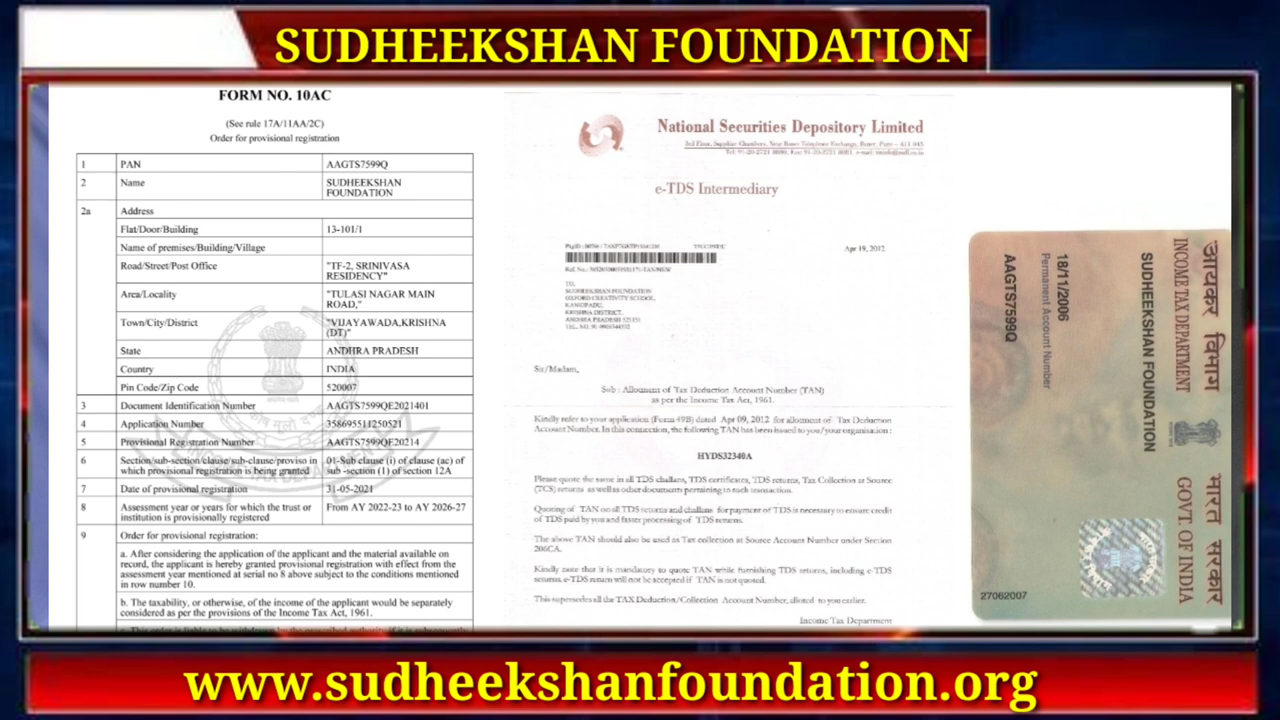 SUDHEEKSHAN FOUNDATION
FORM NO. 10AC
(See rule 17A/11AA/2C)
Order for provisional registration
1 PAN AAGTS7599Q
2 Name SUDHEEKSHAN
FOUNDATION
2a Address
Flat/Door/Building 13-101/1
Name of premises/Building/Village
Road/Street/Post Office "TF-2, SRINIVASA
RESIDENCY"
Area/Locality "TULASI NAGAR MAIN
ROAD,"
Town/City/District "VIJAYAWADA,KRISHNA
(DT)"
State ANDHRA PRADESH
Country INDIA
Pin Code/Zip Code 520007
3 Document Identification Number AAGTS7599QE2021401
4 Application Number 358695511250521
5 Provisional Registration Number AAGTS7599QE20214
6 Section/sub-section/clause/sub-clause/proviso in 01-Sub clause (i) of clause (ac) of
which provisional registration is being granted sub -section (1) of section 12A
7 Date of provisional registration 31-05-2021
8 Assessment year or years for which the trust or From AY 2022-23 to AY 2026-27
institution is provisionally registered
9 Order for provisional registration:
a. After considering the application of the applicant and the material available on
record, the applicant is hereby granted provisional registration with effect from the
assessment year mentioned at serial no 8 above subject to the conditions mentioned
in row number 10.
b. The taxability, or otherwise, of the income of the applicant would be separately
considered as per the provisions of the Income Tax Act, 1961.
National Securities Depository Limited
e-TDS Intermediary
Apr 19, 2012
TO,
SUDHEEKSHAN FOUNDATION
OXFORD CREATIVITY SCHOOL,
KRISHNA DISTRICT,
Sir/Madam,
Sub : Allotment of Tax Deduction Account Number (TAN)
as per the Income Tax Act, 1961.
Kindly refer to your application (Form 49B) dated Apr 09, 2012 for allotment of Tax Deduction
Account Number. In this connection, the following TAN has been issued to you/your organisation :
HYDS32340A
Please quote the same in all TDS challans, TDS certificates, TDS returns, Tax Collection at Source
(TCS) returns as well as other documents pertaining to such transaction.
Quoting of TAN on all TDS returns and challans for payment of TDS is necessary to ensure credit
of TDS paid by you and faster processing of TDS returns.
The above TAN should also be used as Tax collection at Source Account Number under Section
206CA.
Kindly note that it is mandatory to quote TAN while furnishing TDS returns, including e-TDS
returns. e-TDS return will not be accepted if TAN is not quoted.
This supersedes all the TAX Deduction/Collection Account Number, alloted to you earlier.
Income Tax Department
आयकर विभाग
INCOME TAX DEPARTMENT
भारत सरकार
GOVT. OF INDIA
SUDHEEKSHAN FOUNDATION
18/11/2006
Permanent Account Number
AAGTS7599Q
27062007
www.sudheekshanfoundation.org